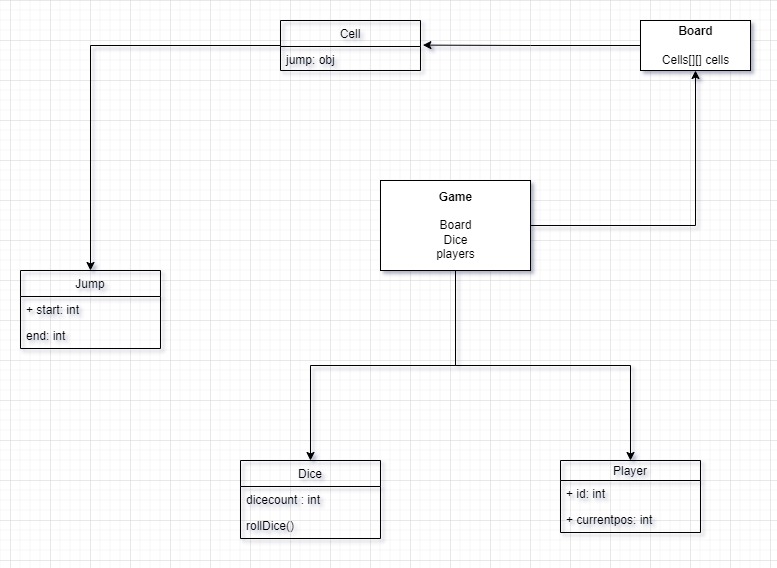 Cell
jump: obj
Board
Cells[][] cells
Game
Board
Dice
players
Jump
+ start: int
end: int
Dice
dicecount : int
rollDice()
Player
+ id: int
+ currentpos: int